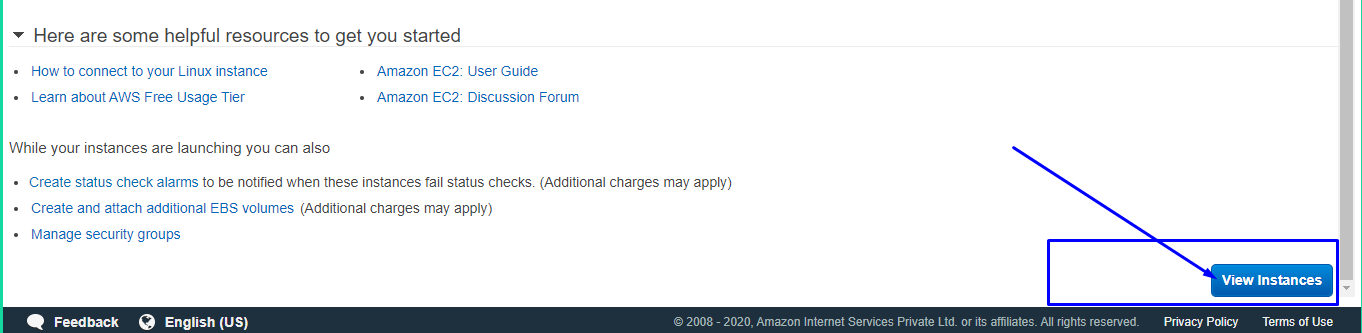 Here are some helpful resources to get you started
How to connect to your Linux instance
Amazon EC2: User Guide
Learn about AWS Free Usage Tier
Amazon EC2: Discussion Forum
While your instances are launching you can also
Create status check alarms to be notified when these instances fail status checks. (Additional charges may apply)
Create and attach additional EBS volumes (Additional charges may apply)
Manage security groups
View Instances
Feedback English (US) © 2008 - 2020, Amazon Internet Services Private Ltd. or its affiliates. All rights reserved. Privacy Policy Terms of Use